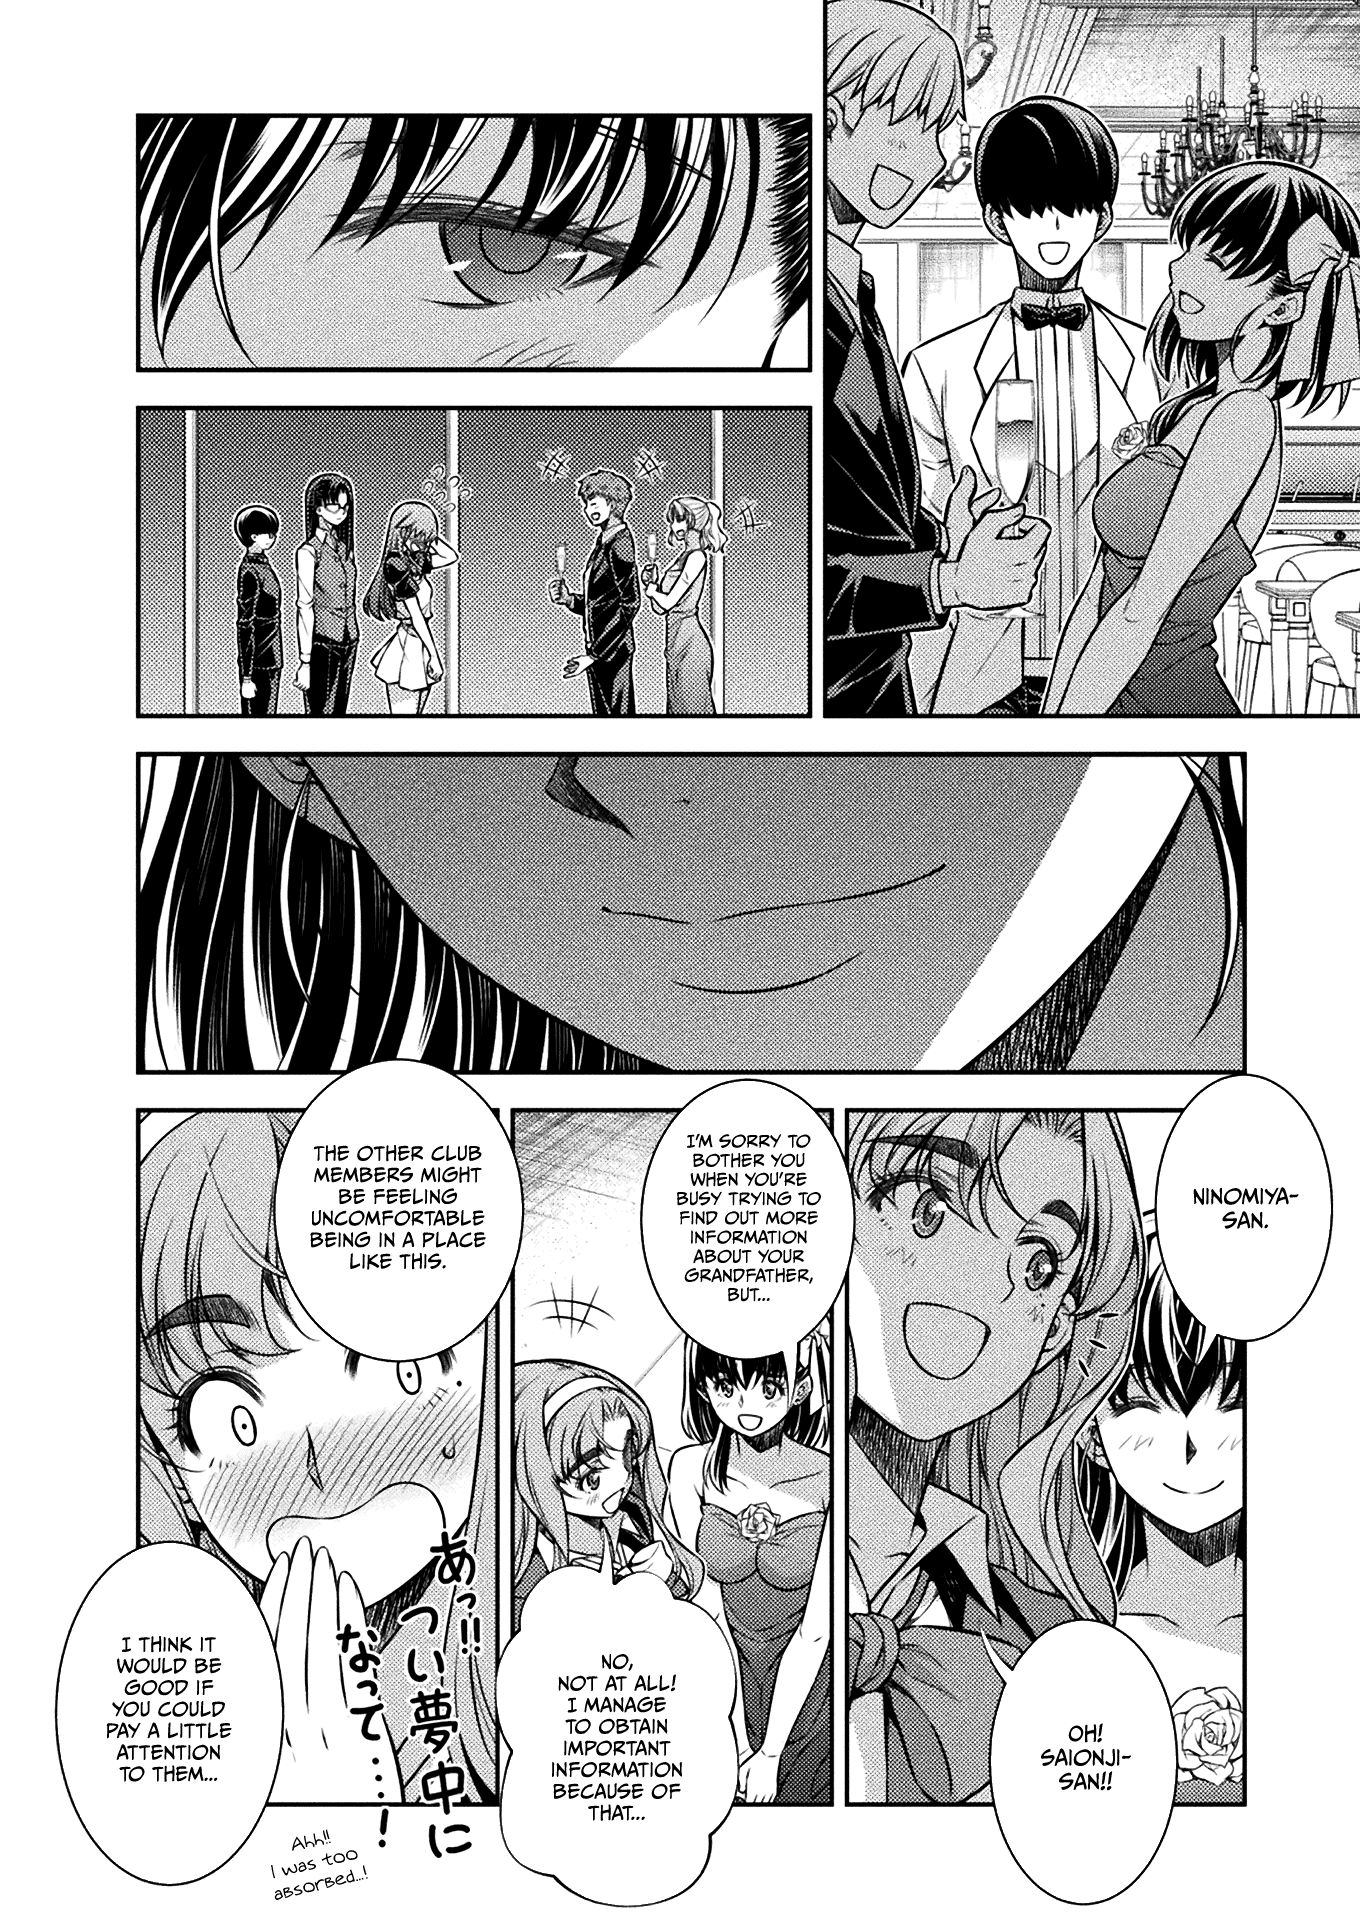 NINOMIYA-
SAN.
OH!
SAIONJI-
SAN!!
I'M SORRY TO
BOTHER YOU
WHEN YOU'RE
BUSY TRYING TO
FIND OUT MORE
INFORMATION
ABOUT YOUR
GRANDFATHER,
BUT...
NO,
NOT AT ALL!
I MANAGE
TO OBTAIN
IMPORTANT
INFORMATION
BECAUSE OF
THAT...
THE OTHER CLUB
MEMBERS MIGHT
BE FEELING
UNCOMFORTABLE
BEING IN A PLACE
LIKE THIS.
I THINK IT
WOULD BE
GOOD IF
YOU COULD
PAY A LITTLE
ATTENTION
TO THEM...
あっ!!
つい夢中に
なって…!
Ahh!!
I was too
absorbed...!